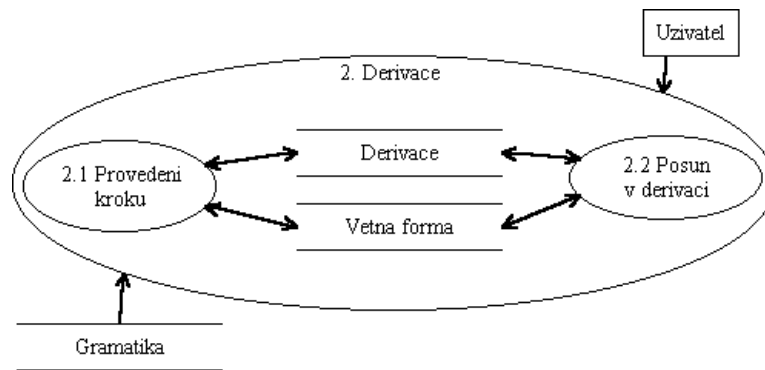 Uzivatel
2. Derivace
Derivace
2.1 Provedeni
kroku
2.2 Posun
v derivaci
Vetna forma
Gramatika